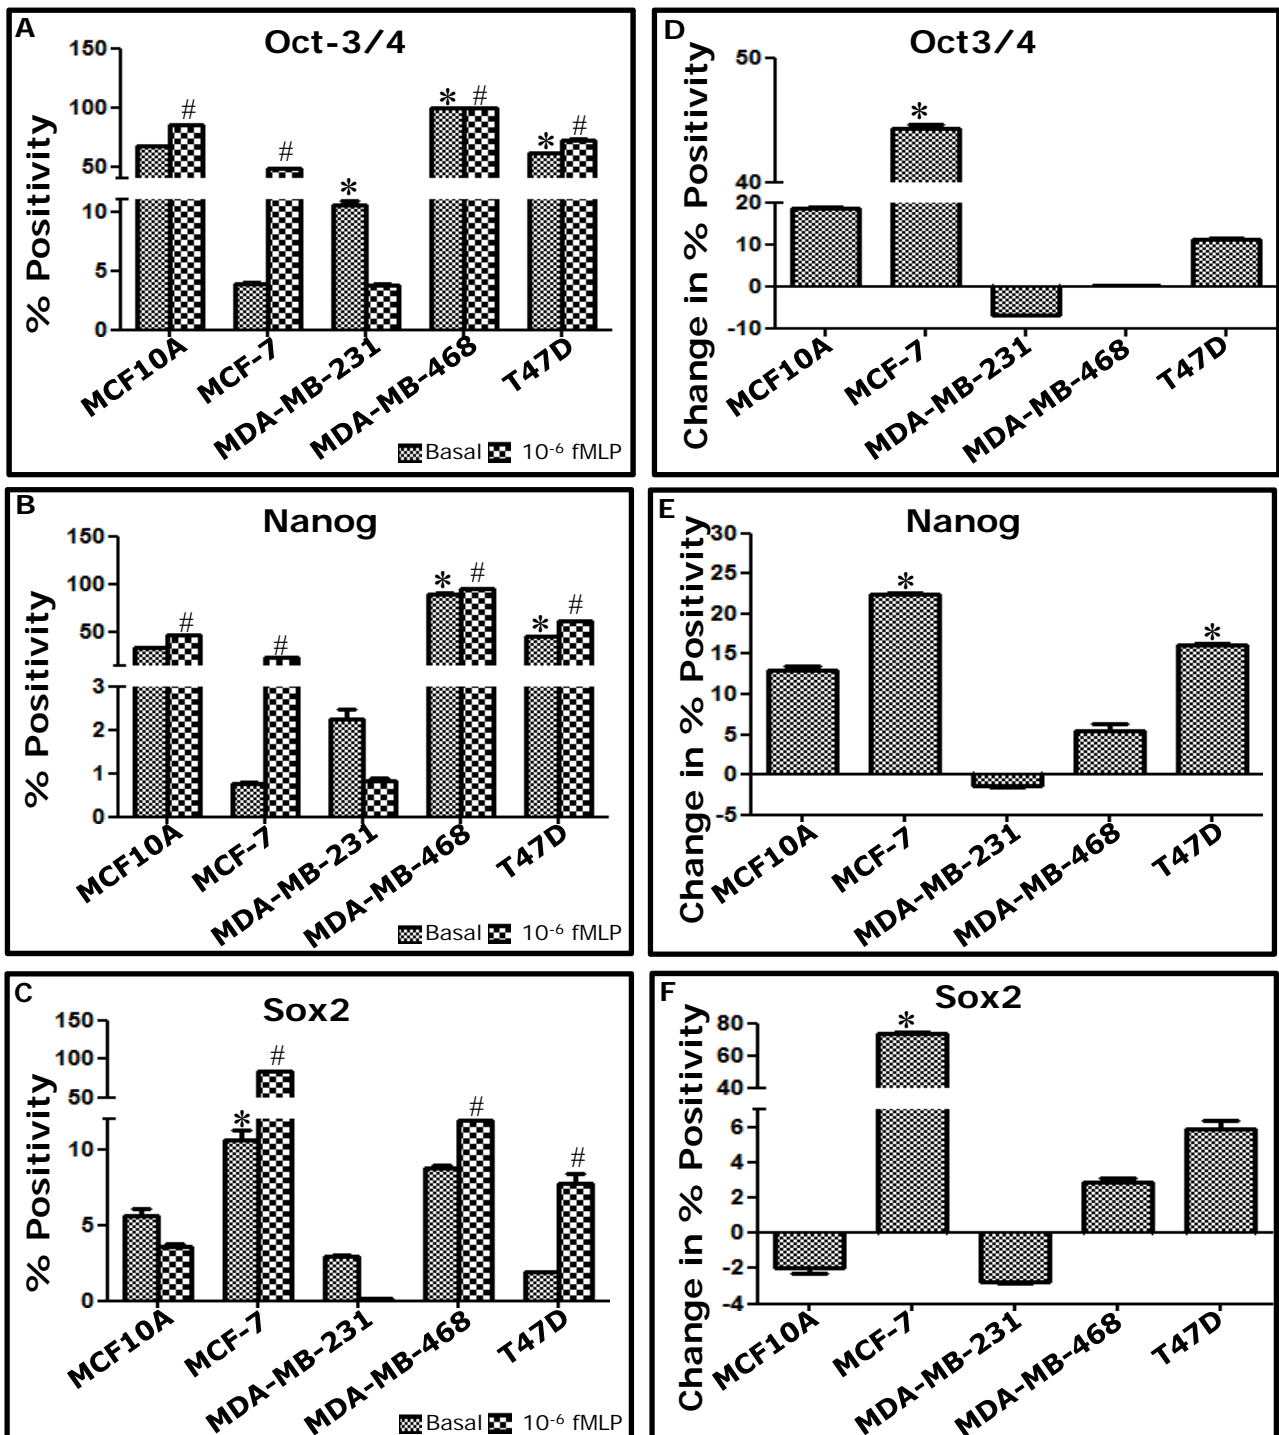 A
Oct-3/4
% Positivity
150
100
50
10
5
0
*
#
#
#
*
*
#
#
MCF10A
MCF-7
MDA-MB-231
MDA-MB-468
T47D
Basal 10⁻⁶ fMLP
D
Oct3/4
Change in % Positivity
50
40
20
10
0
-10
*
MCF10A
MCF-7
MDA-MB-231
MDA-MB-468
T47D
B
Nanog
% Positivity
150
100
50
3
2
1
0
#
#
*
#
*
#
MCF10A
MCF-7
MDA-MB-231
MDA-MB-468
T47D
Basal 10⁻⁶ fMLP
E
Nanog
Change in % Positivity
30
25
20
15
10
5
0
-5
*
*
MCF10A
MCF-7
MDA-MB-231
MDA-MB-468
T47D
C
Sox2
% Positivity
150
100
50
10
5
0
*
#
#
#
MCF10A
MCF-7
MDA-MB-231
MDA-MB-468
T47D
Basal 10⁻⁶ fMLP
F
Sox2
Change in % Positivity
80
60
40
6
4
2
0
-2
-4
*
MCF10A
MCF-7
MDA-MB-231
MDA-MB-468
T47D